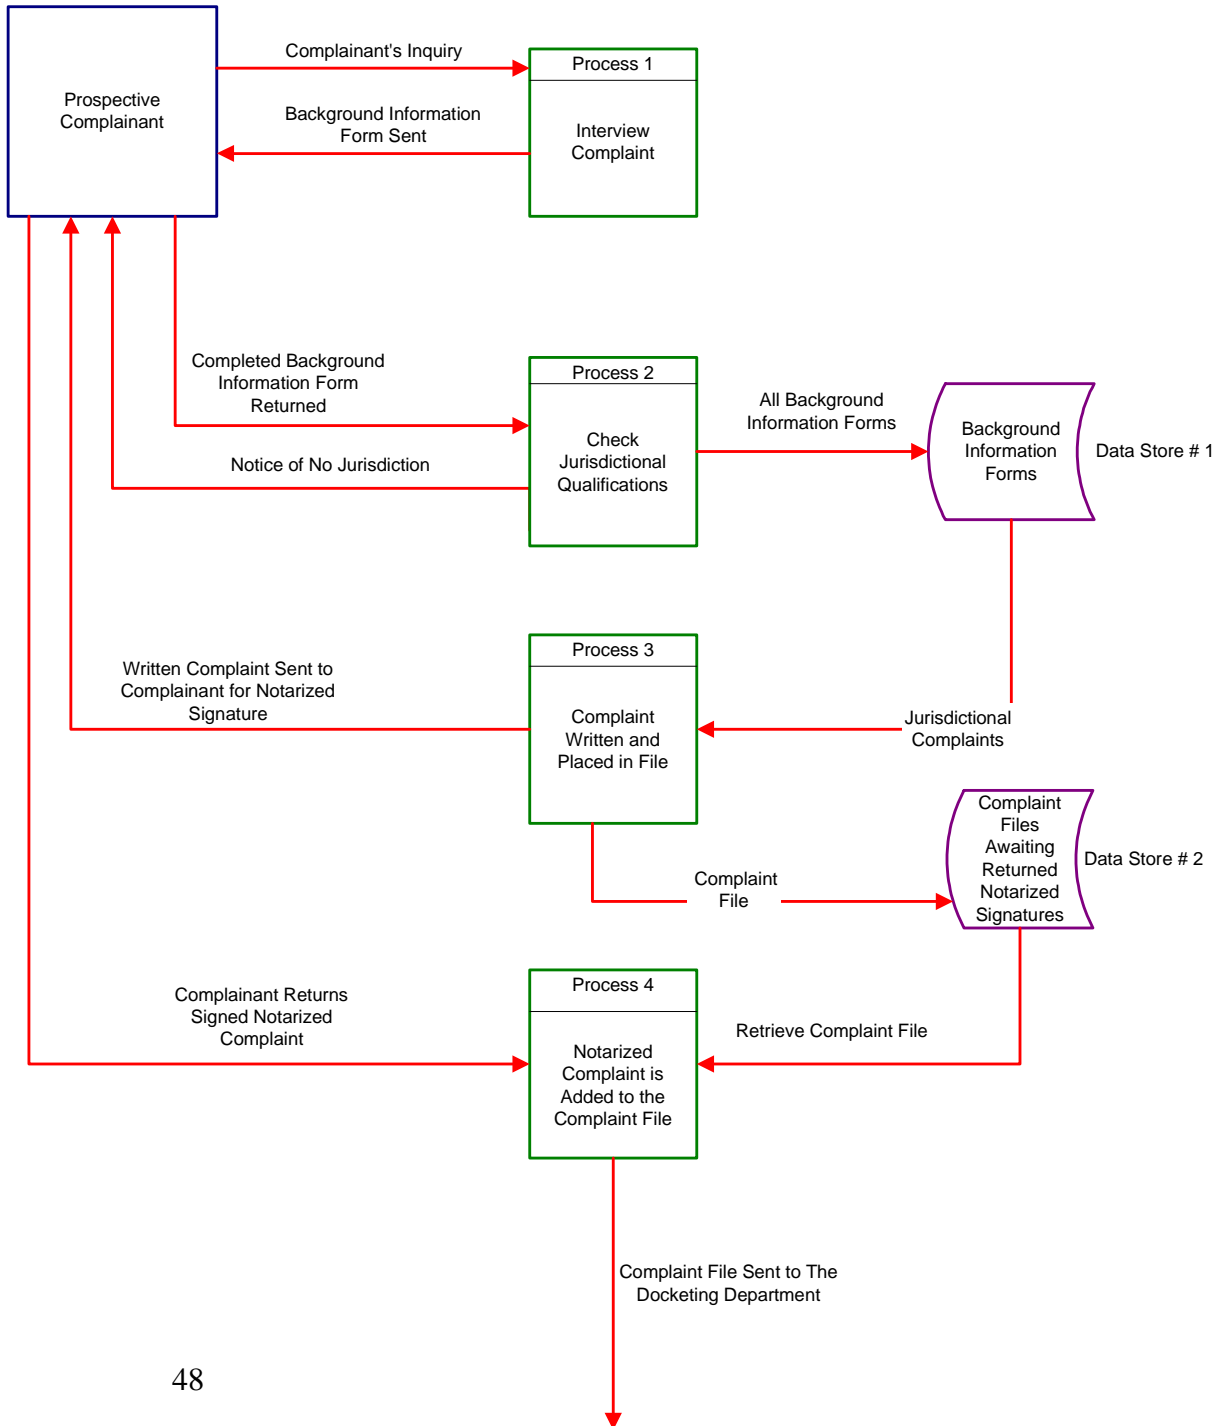 Complainant's Inquiry
Process 1
Prospective
Complainant
Background Information
Form Sent
Interview
Complaint
Completed Background
Information Form
Returned
Process 2
All Background
Information Forms
Background
Information
Forms
Data Store # 1
Notice of No Jurisdiction
Check
Jurisdictional
Qualifications
Process 3
Written Complaint Sent to
Complainant for Notarized
Signature
Complaint
Written and
Placed in File
Jurisdictional
Complaints
Complaint
Files
Awaiting
Returned
Notarized
Signatures
Data Store # 2
Complaint
File
Process 4
Complainant Returns
Signed Notarized
Complaint
Retrieve Complaint File
Notarized
Complaint is
Added to the
Complaint File
Complaint File Sent to The
Docketing Department
48